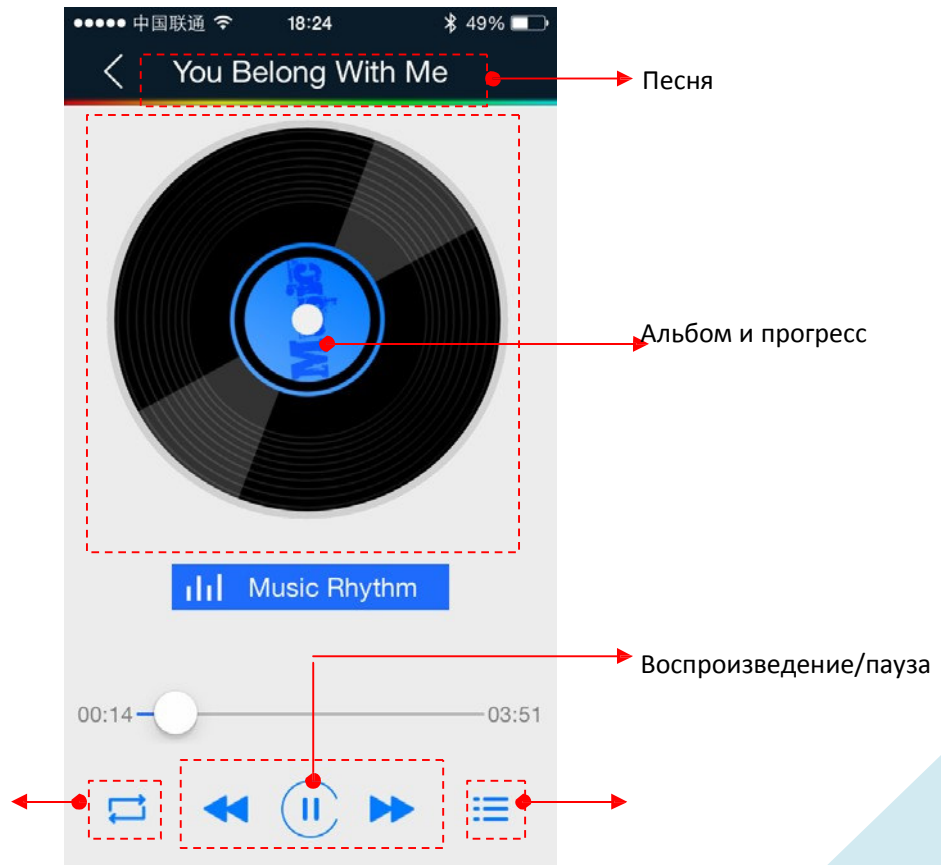 中国联通 18:24 49%
You Belong With Me
Песня
Music
Альбом и прогресс
Music Rhythm
Воспроизведение/пауза
00:14 03:51